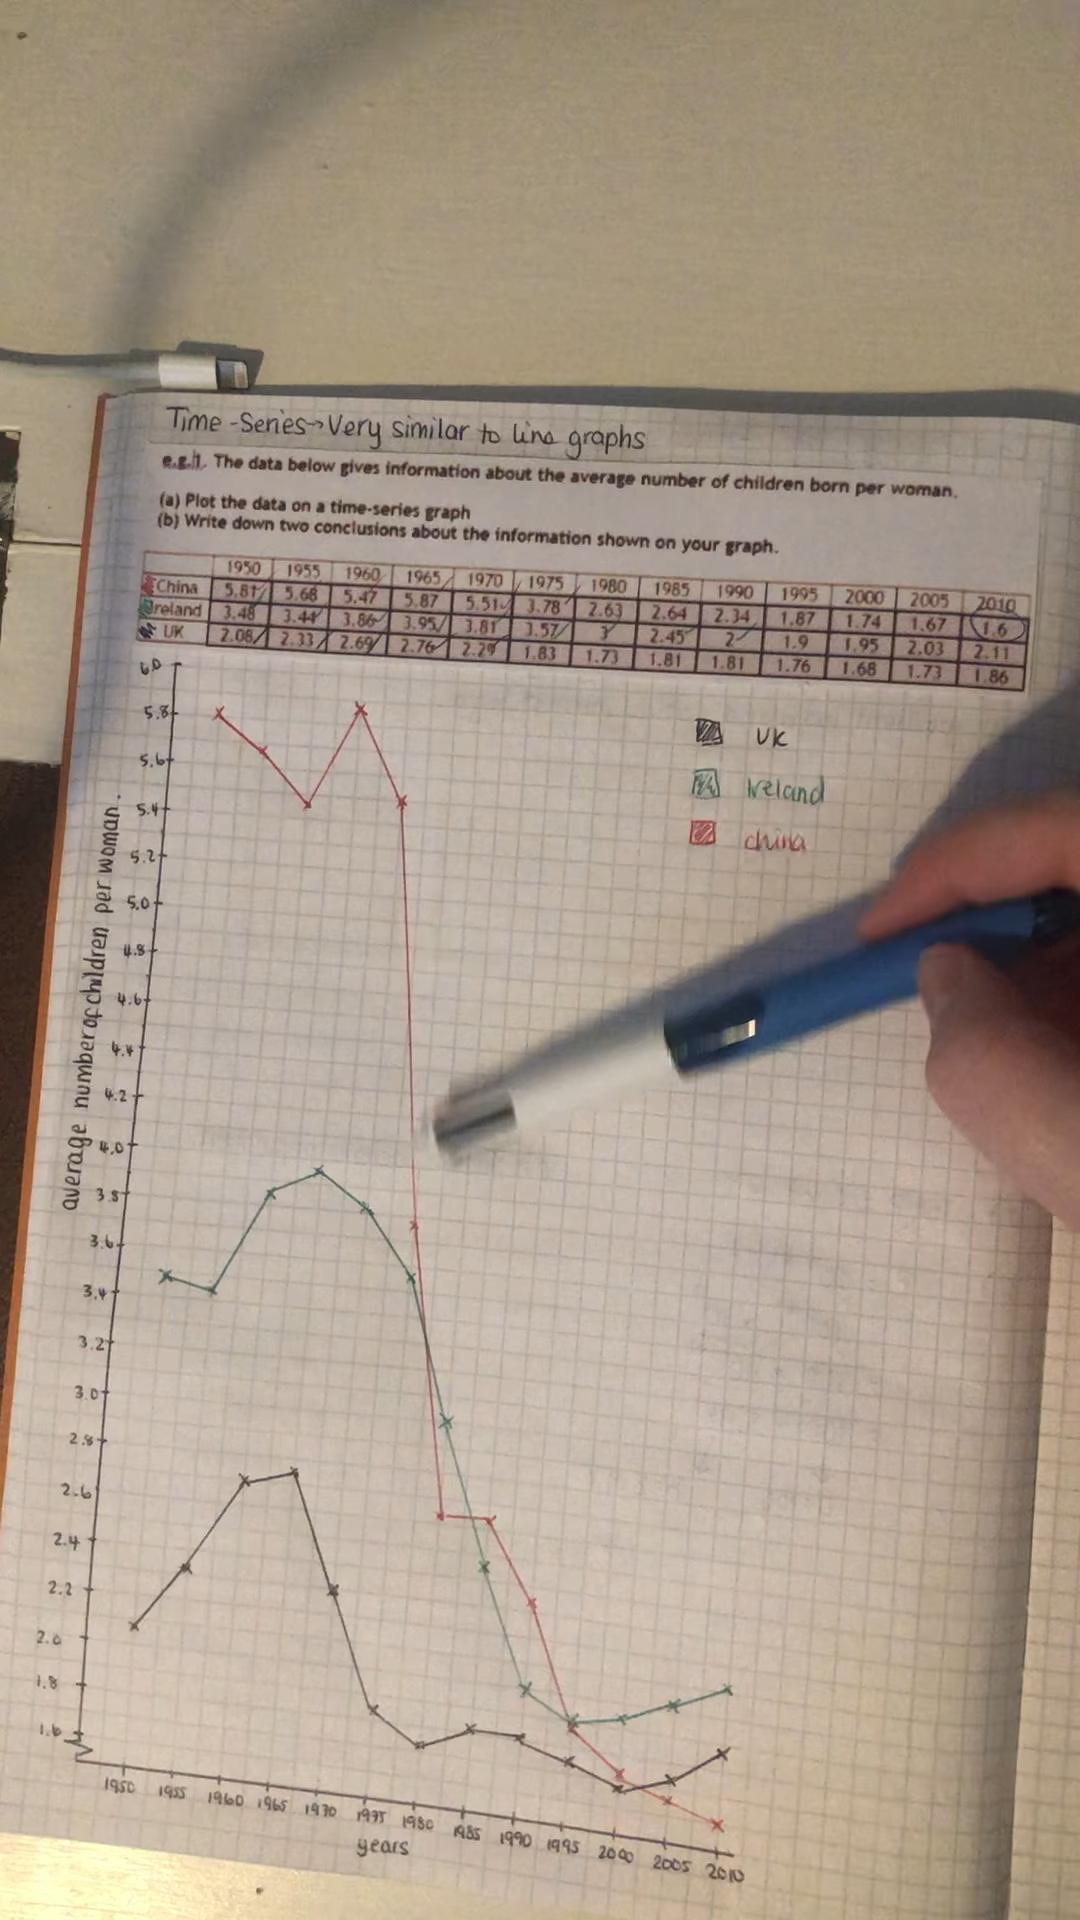 Time-Series→Very similar to line graphs
e.g.1. The data below gives information about the average number of children born per woman.
(a) Plot the data on a time-series graph
(b) Write down two conclusions about the information shown on your graph.
1950 1955 1960 1965 1970 1975 1980 1985 1990 1995 2000 2005 2010
China 5.81 5.68 5.47 5.87 5.51 3.78 2.63 2.64 2.34 1.87 1.74 1.67 1.6
Ireland 3.48 3.44 3.86 3.95 3.81 3.57 3 2.45 2 1.9 1.95 2.03 2.11
UK 2.08 2.33 2.69 2.76 2.29 1.83 1.73 1.81 1.81 1.76 1.68 1.73 1.86
UK
Ireland
china
average number of children per woman.
6.0
5.8
5.6
5.4
5.2
5.0
4.8
4.6
4.4
4.2
4.0
3.8
3.6
3.4
3.2
3.0
2.8
2.6
2.4
2.2
2.0
1.8
1.6
1950 1955 1960 1965 1970 1975 1980 1985 1990 1995 2000 2005 2010
years